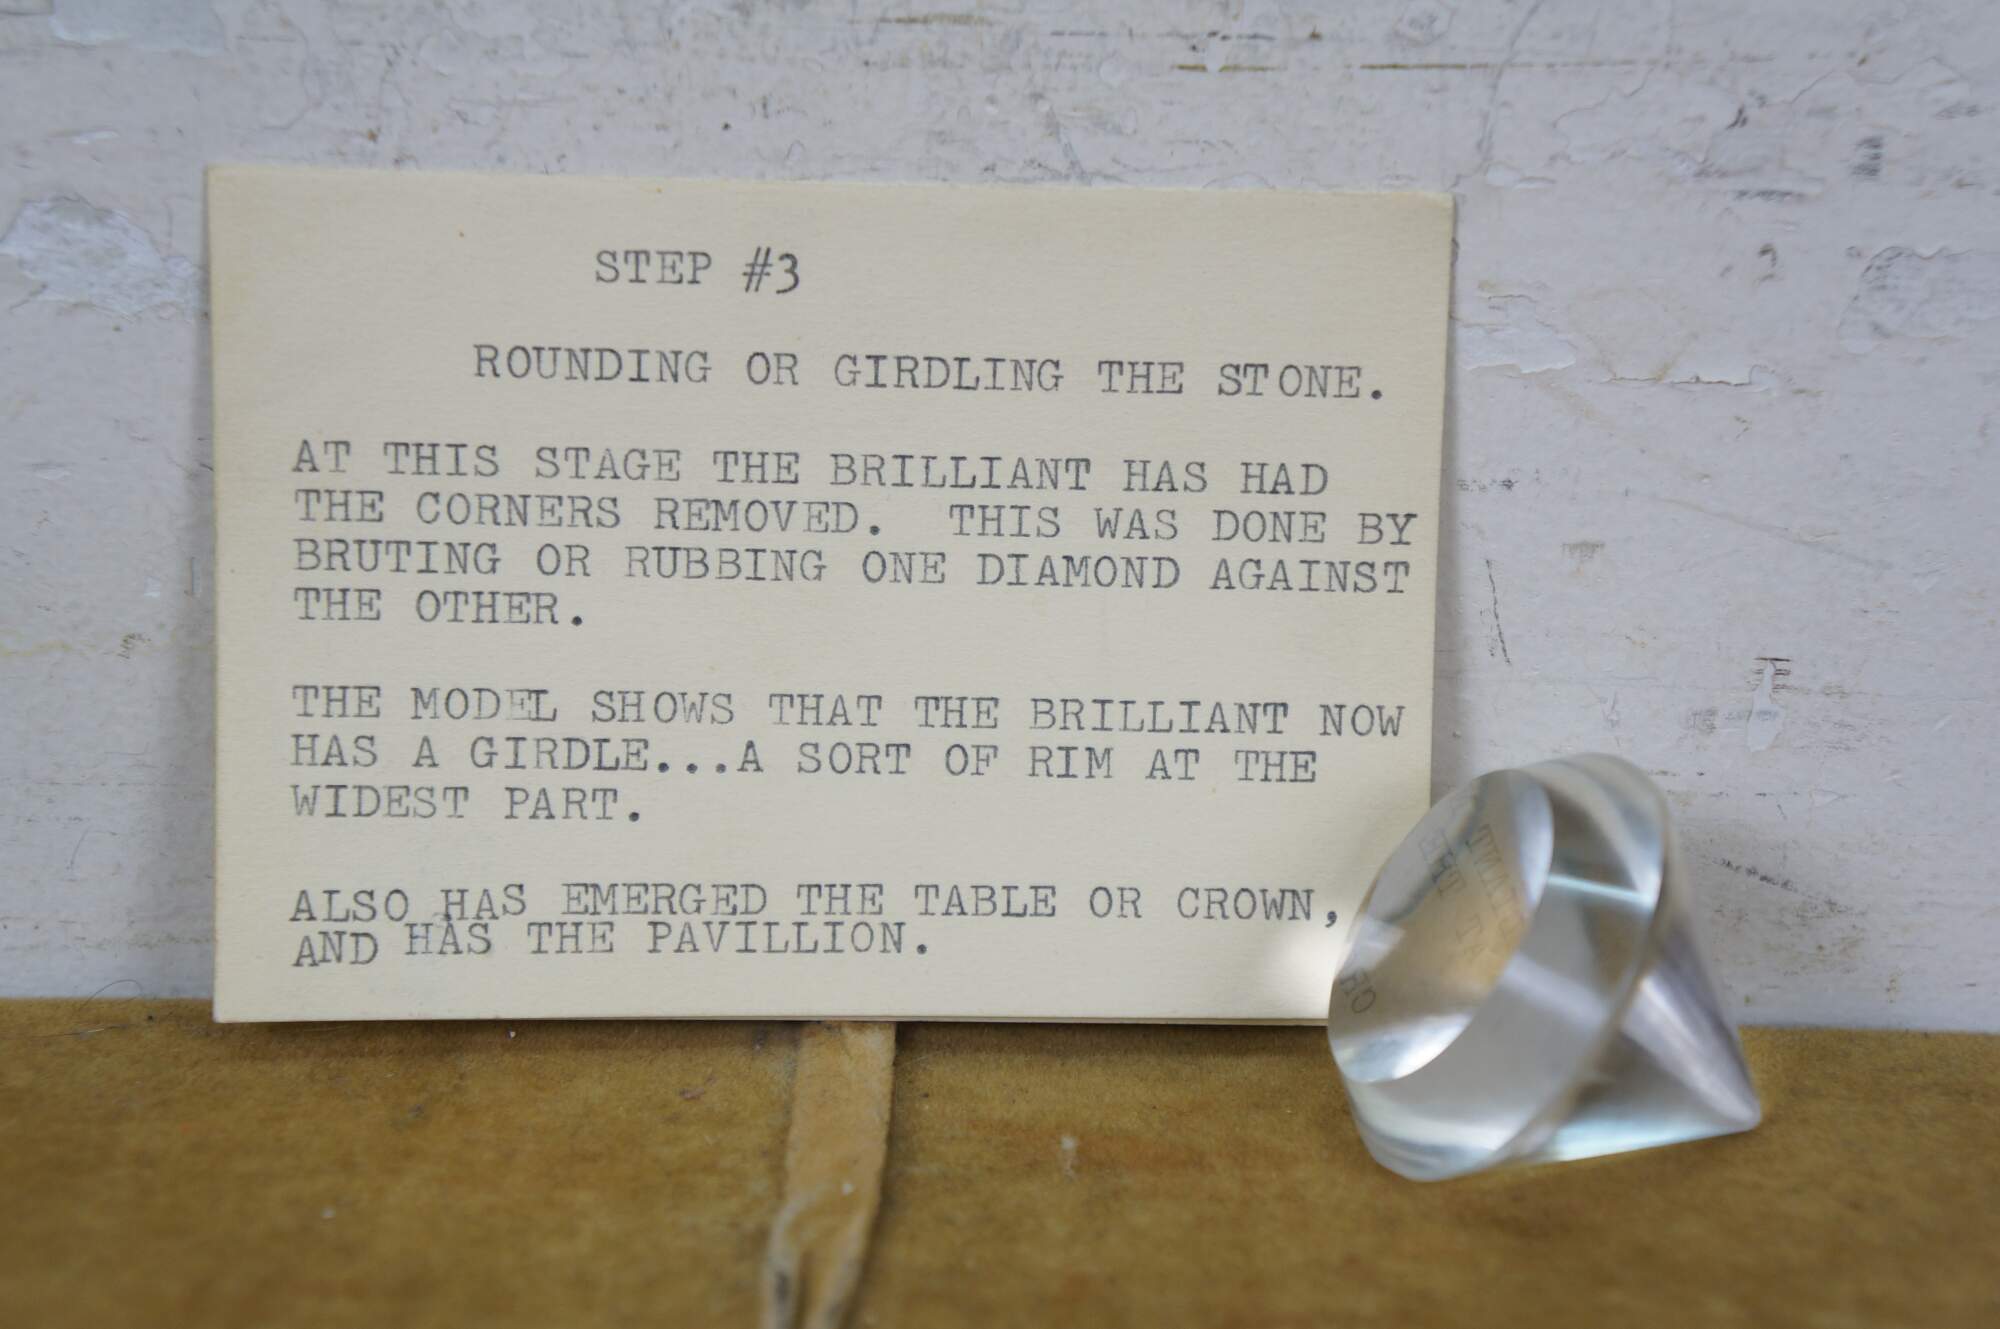 STEP #3
ROUNDING OR GIRDLING THE STONE.
AT THIS STAGE THE BRILLIANT HAS HAD
THE CORNERS REMOVED. THIS WAS DONE BY
BRUTING OR RUBBING ONE DIAMOND AGAINST
THE OTHER.
THE MODEL SHOWS THAT THE BRILLIANT NOW
HAS A GIRDLE...A SORT OF RIM AT THE
WIDEST PART.
ALSO HAS EMERGED THE TABLE OR CROWN,
AND HAS THE PAVILLION.